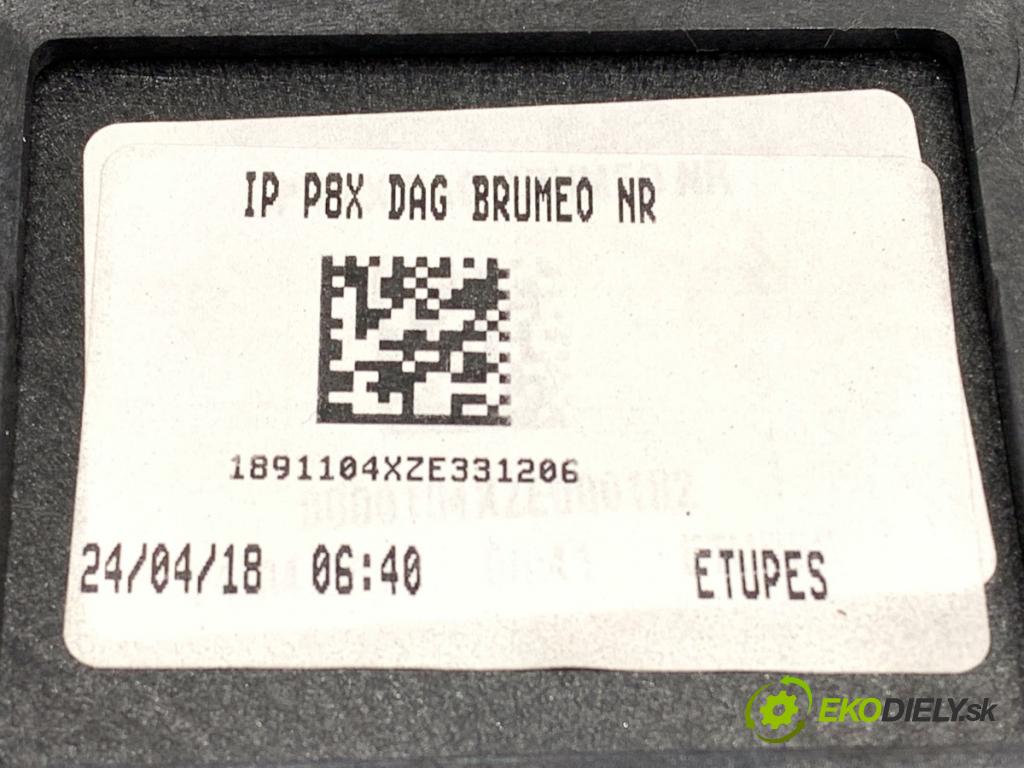 IP P8X DAG BRUMEO NR
1891104XZE331206
24/04/18 06:40 ETUPES
EKODIELY.sk